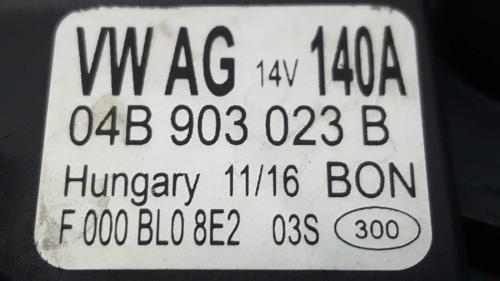 VW AG 14V 140A
04B 903 023 B
Hungary 11/16 BON
F 000 BL0 8E2 03S 300